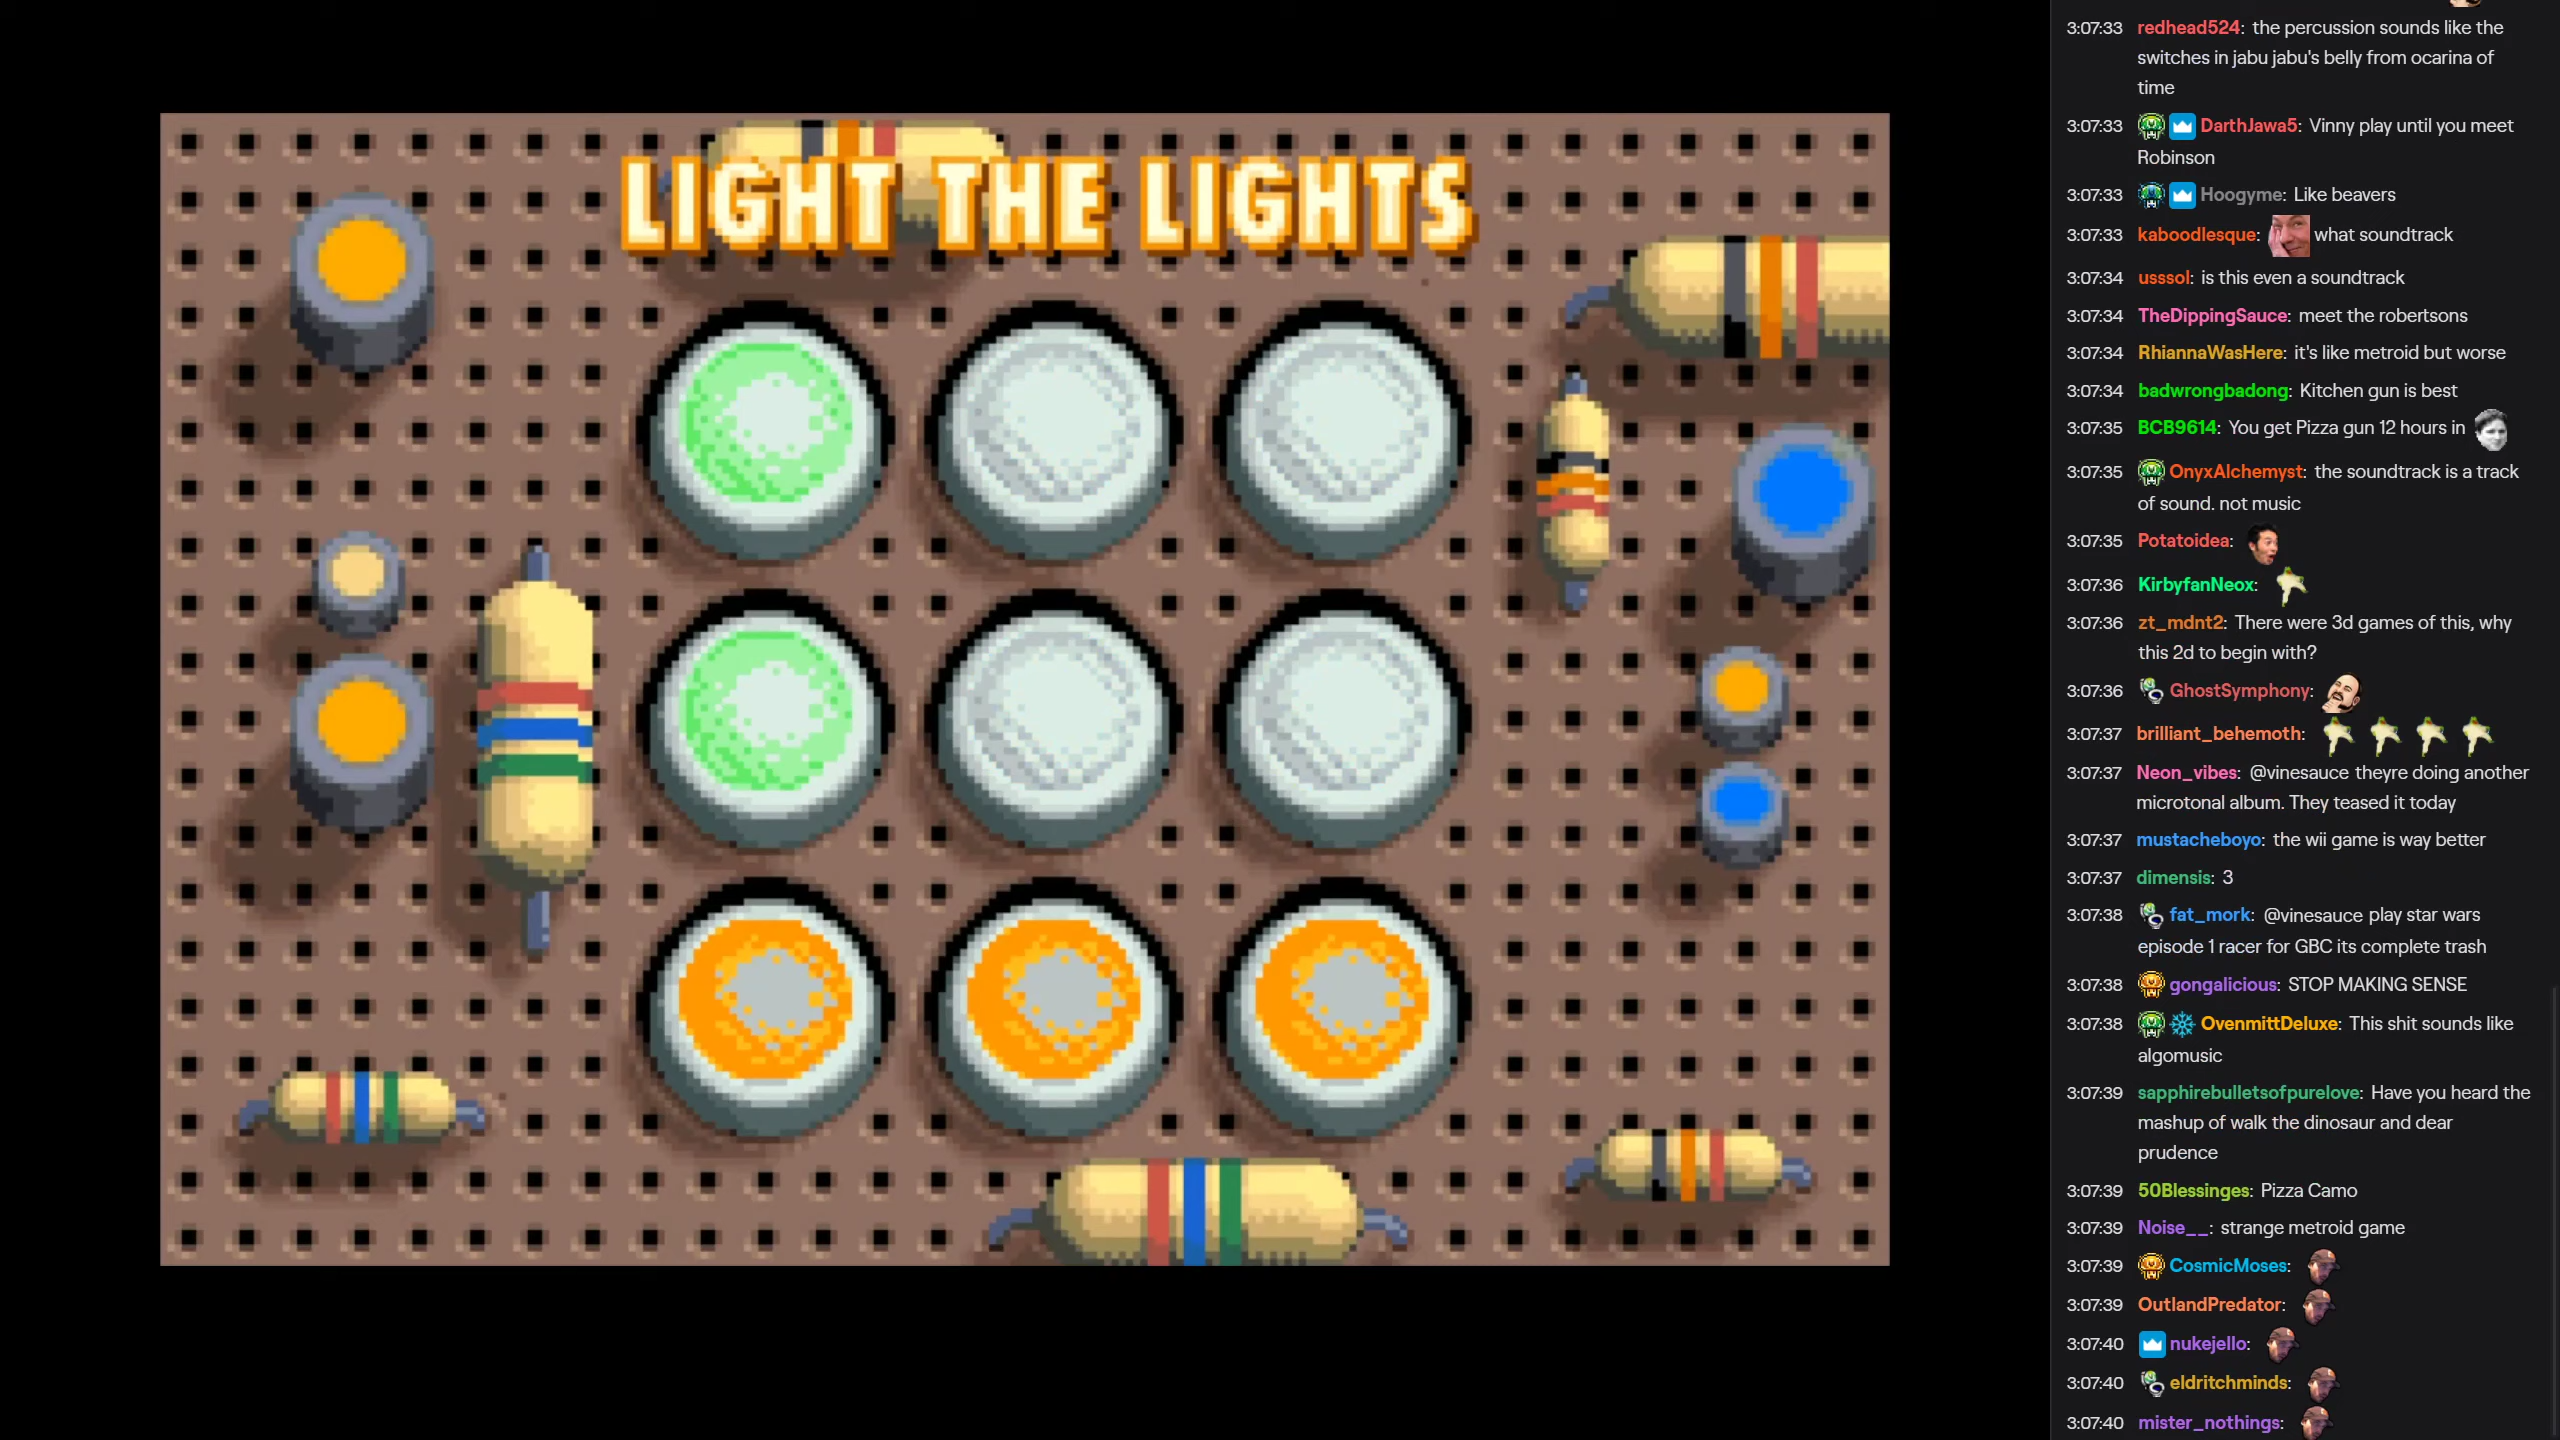 LIGHT THE LIGHTS
3:07:33 redhead524: the percussion sounds like the
switches in jabu jabu's belly from ocarina of
time
3:07:33 DarthJawa5: Vinny play until you meet
Robinson
3:07:33 Hoogyme: Like beavers
3:07:33 kaboodlesque: what soundtrack
3:07:34 usssol: is this even a soundtrack
3:07:34 TheDippingSauce: meet the robertsons
3:07:34 RhiannaWasHere: it's like metroid but worse
3:07:34 badwrongbadong: Kitchen gun is best
3:07:35 BCB9614: You get Pizza gun 12 hours in
3:07:35 OnyxAlchemyst: the soundtrack is a track
of sound. not music
3:07:35 Potatoidea:
3:07:36 KirbyfanNeox:
3:07:36 zt_mdnt2: There were 3d games of this, why
this 2d to begin with?
3:07:36 GhostSymphony:
3:07:37 brilliant_behemoth:
3:07:37 Neon_vibes: @vinesauce theyre doing another
microtonal album. They teased it today
3:07:37 mustacheboyo: the wii game is way better
3:07:37 dimensis: 3
3:07:38 fat_mork: @vinesauce play star wars
episode 1 racer for GBC its complete trash
3:07:38 gongalicious: STOP MAKING SENSE
3:07:38 OvenmittDeluxe: This shit sounds like
algomusic
3:07:39 sapphirebulletsofpurelove: Have you heard the
mashup of walk the dinosaur and dear
prudence
3:07:39 50Blessinges: Pizza Camo
3:07:39 Noise__: strange metroid game
3:07:39 CosmicMoses:
3:07:39 OutlandPredator:
3:07:40 nukejello:
3:07:40 eldritchminds:
3:07:40 mister_nothings: